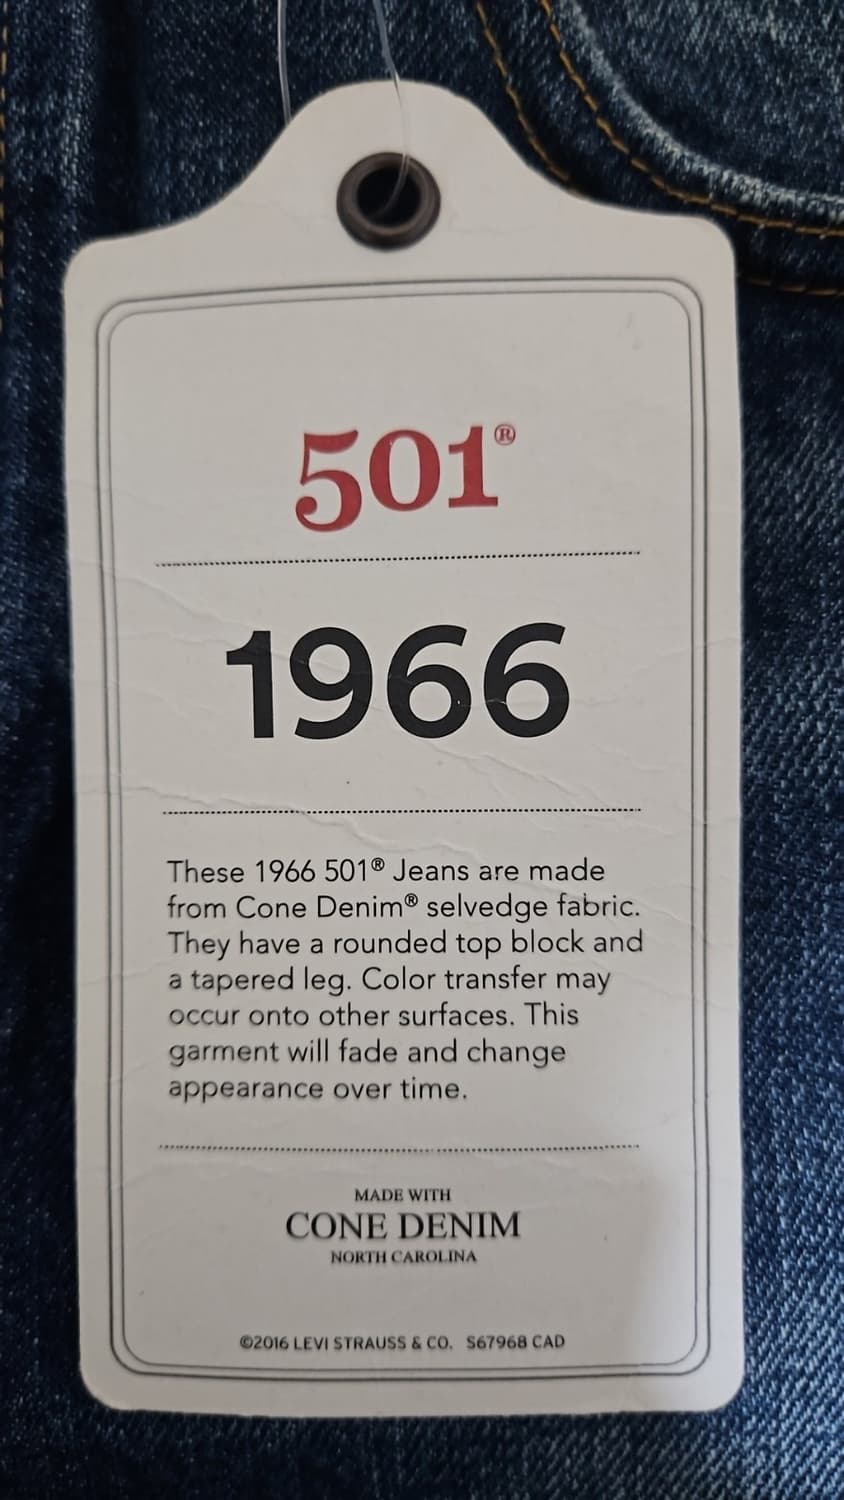 501®
1966
These 1966 501® Jeans are made
from Cone Denim® selvedge fabric.
They have a rounded top block and
a tapered leg. Color transfer may
occur onto other surfaces. This
garment will fade and change
appearance over time.
MADE WITH
CONE DENIM
NORTH CAROLINA
©2016 LEVI STRAUSS & CO. S67968 CAD